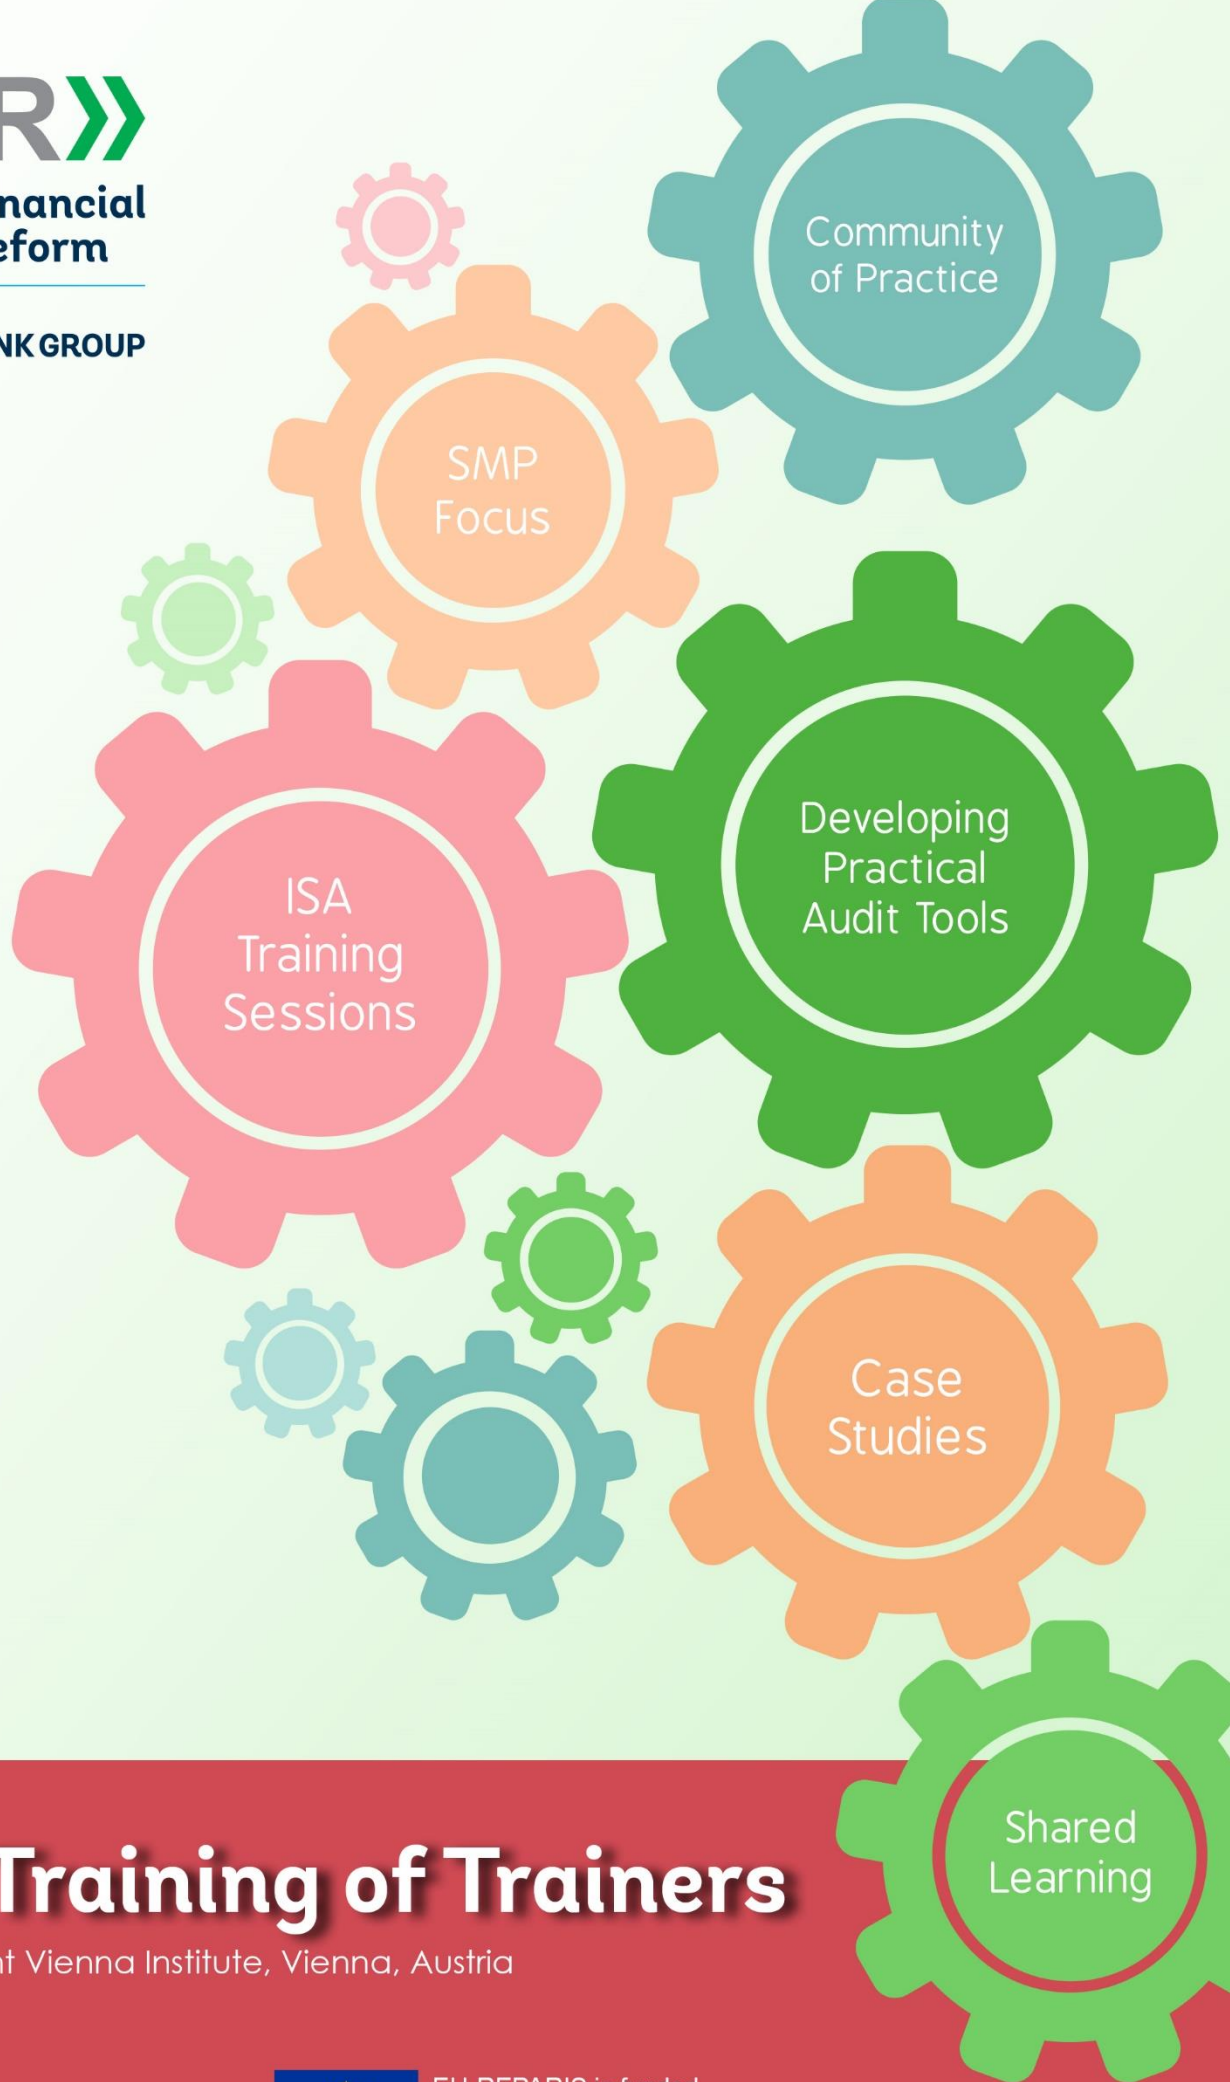 R
nancial
eform
NK GROUP
Community
of Practice
SMP
Focus
Developing
Practical
Audit Tools
ISA
Training
Sessions
Case
Studies
Shared
Learning
Training of Trainers
nt Vienna Institute, Vienna, Austria